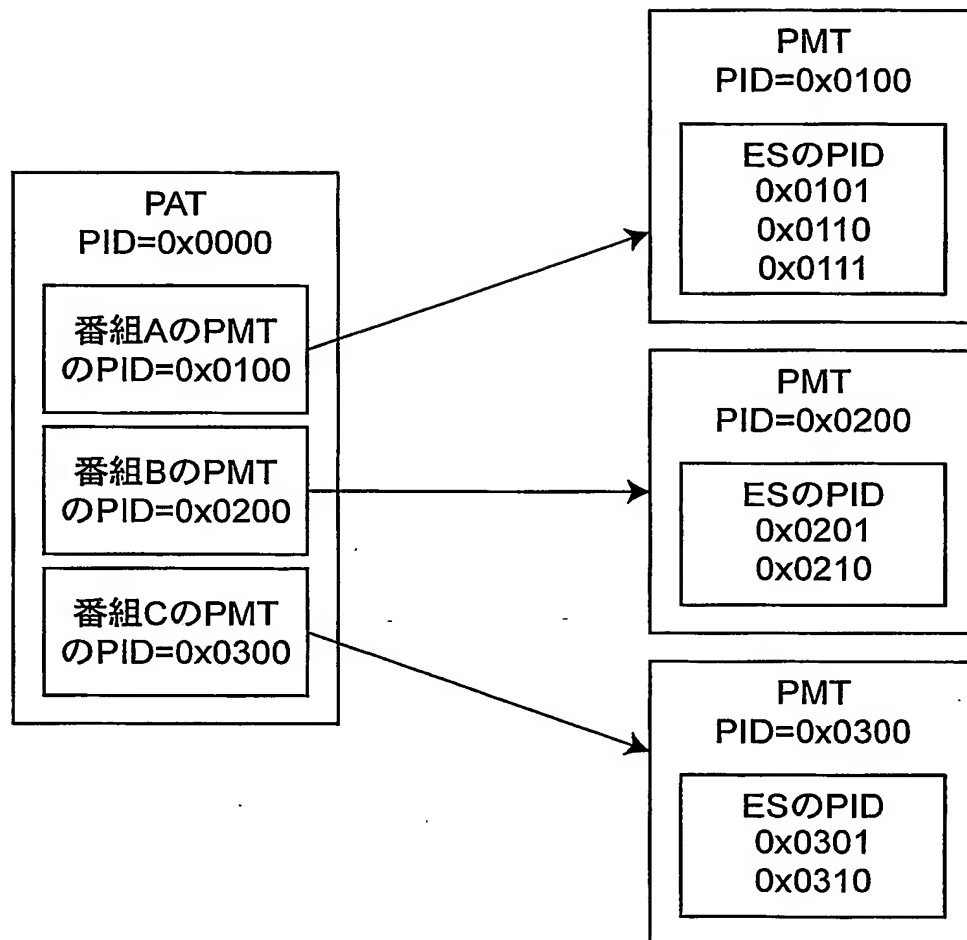 PAT
PID=0x0000
番組AのPMT
のPID=0x0100
番組BのPMT
のPID=0x0200
番組CのPMT
のPID=0x0300
PMT
PID=0x0100
ESのPID
0x0101
0x0110
0x0111
PMT
PID=0x0200
ESのPID
0x0201
0x0210
PMT
PID=0x0300
ESのPID
0x0301
0x0310